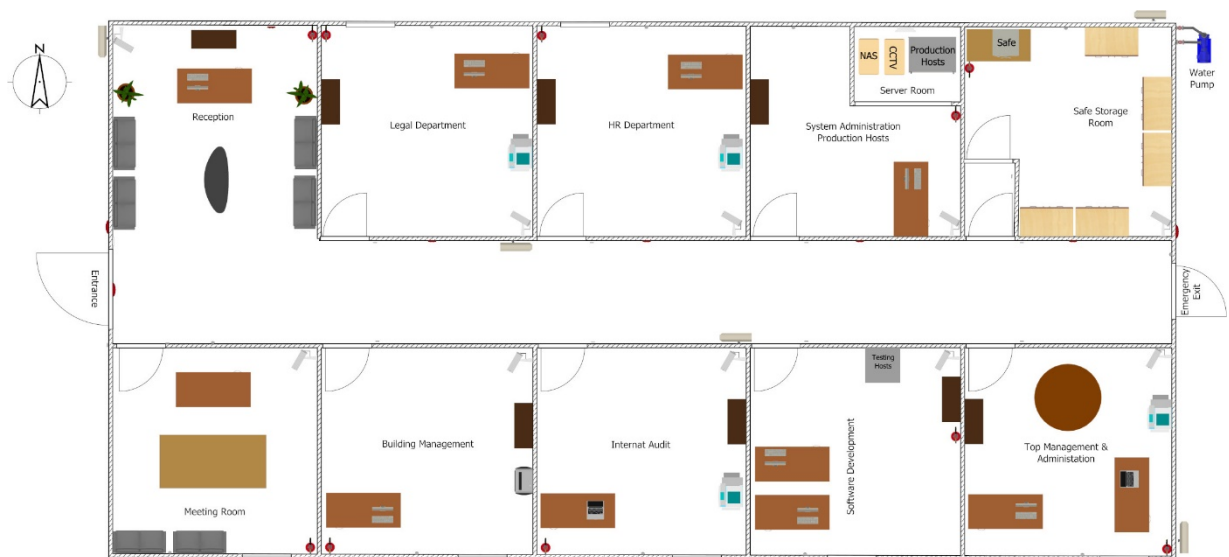 N
Reception
Legal Department
HR Department
System Administration
Production Hosts
NAS
CCTV
Production
Hosts
Server Room
Safe
Safe Storage
Room
Water
Pump
Entrance
Emergency
Exit
Meeting Room
Building Management
Internat Audit
Software Development
Testing
Hosts
Top Management &
Administation